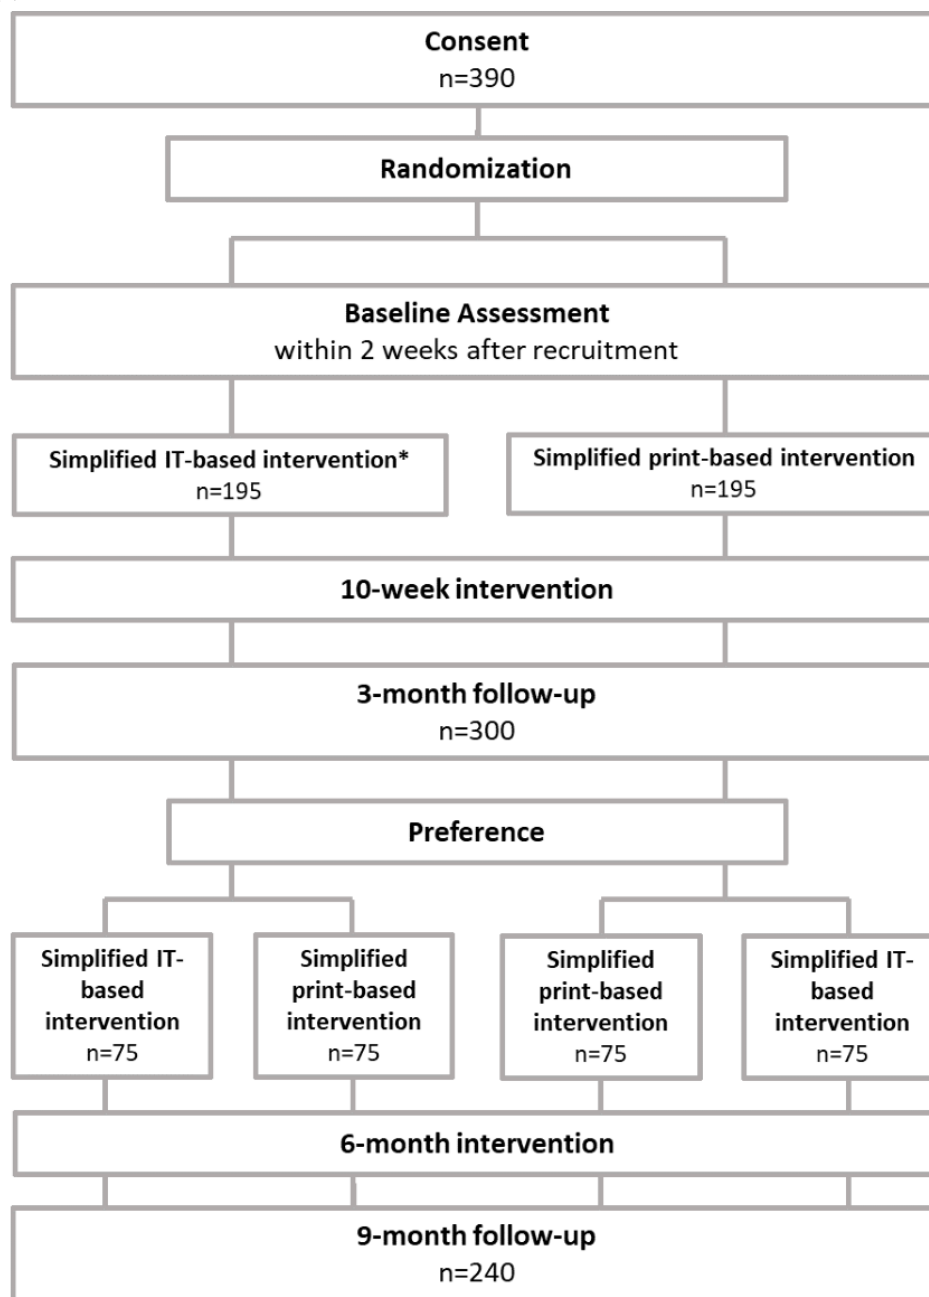 Consent
n=390
Randomization
Baseline Assessment
within 2 weeks after recruitment
Simplified IT-based intervention*
n=195
Simplified print-based intervention
n=195
10-week intervention
3-month follow-up
n=300
Preference
Simplified IT-
based
intervention
n=75
Simplified
print-based
intervention
n=75
Simplified
print-based
intervention
n=75
Simplified IT-
based
intervention
n=75
6-month intervention
9-month follow-up
n=240